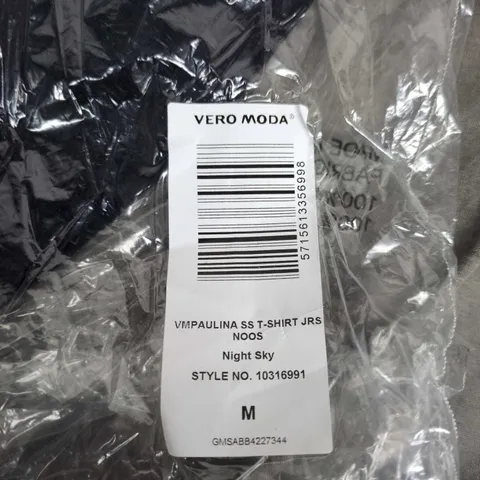 VERO MODA®
5715613356998
VMPAULINA SS T-SHIRT JRS
NOOS
Night Sky
STYLE NO. 10316991
M
GMSABB4227344